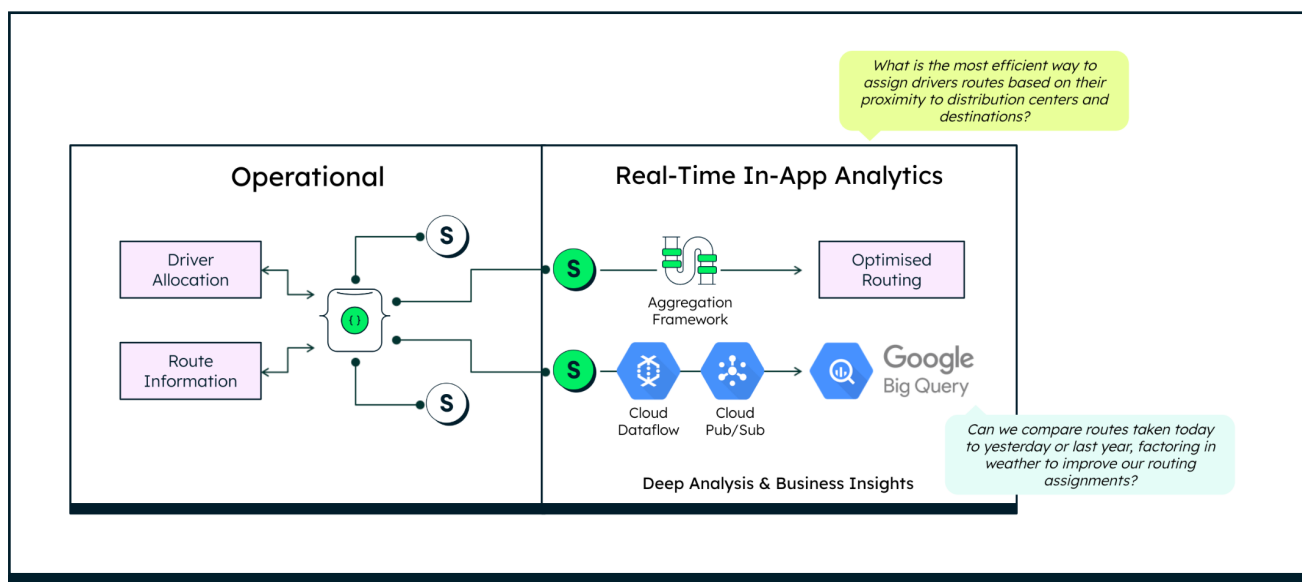 What is the most efficient way to
assign drivers routes based on their
proximity to distribution centers and
destinations?
Operational
Real-Time In-App Analytics
S
Driver
Allocation
S
Optimised
Routing
Aggregation
Framework
{ }
Route
Information
S
S
Google
Big Query
Cloud
Dataflow
Cloud
Pub/Sub
Can we compare routes taken today
to yesterday or last year, factoring in
weather to improve our routing
assignments?
Deep Analysis & Business Insights